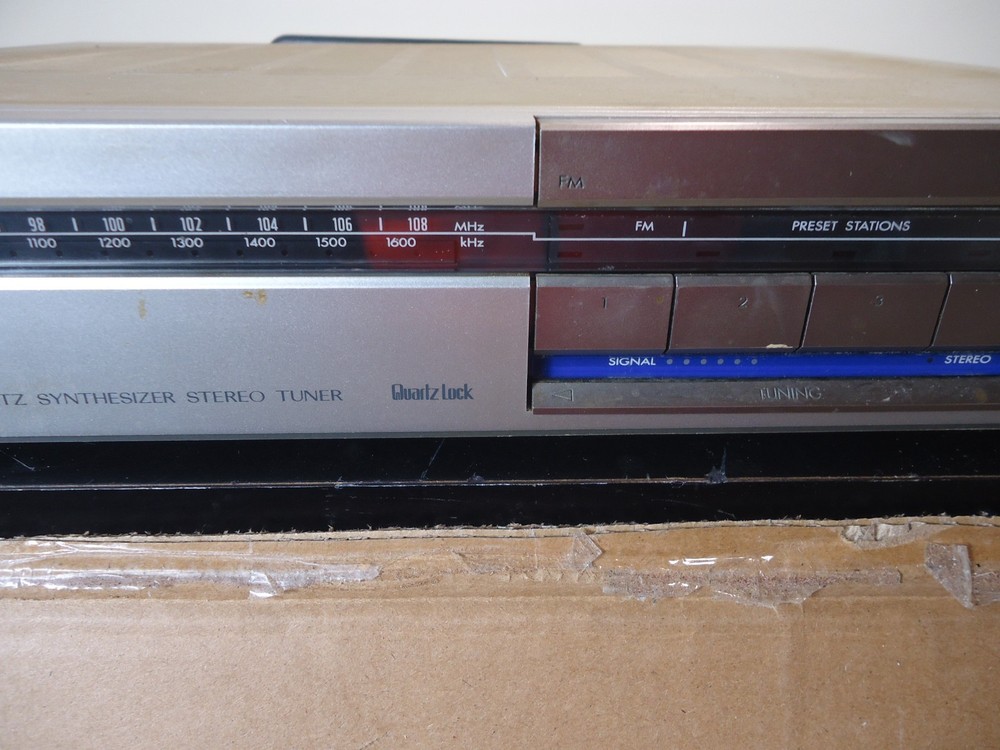 FM
98 100 102 104 106 108 MHz
1100 1200 1300 1400 1500 1600 kHz
FM PRESET STATIONS
1 2 3
SIGNAL STEREO
TZ SYNTHESIZER STEREO TUNER Quartz Lock
TUNING